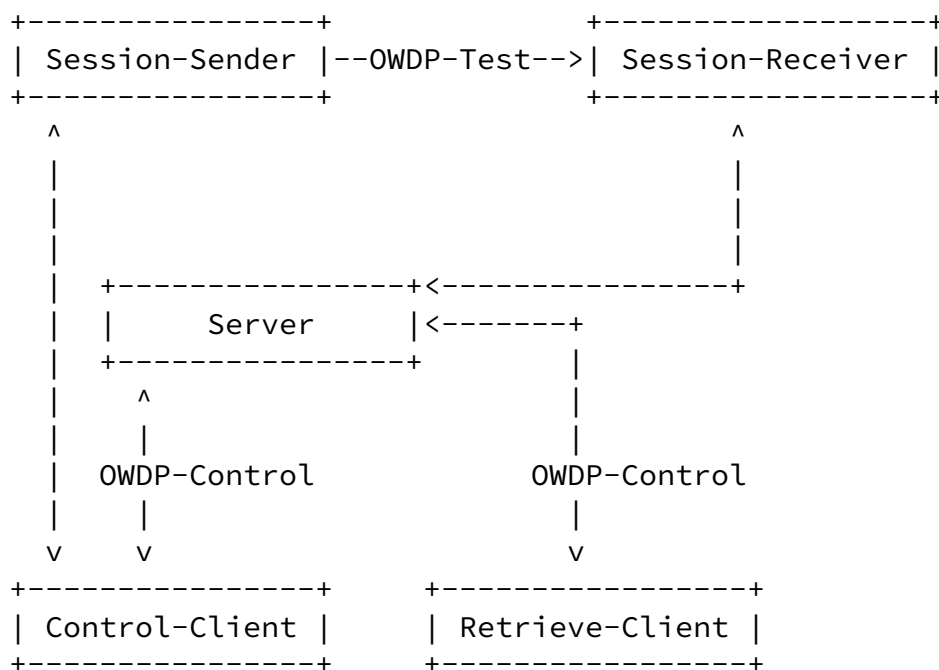 Session-Sender --OWDP-Test--> Session-Receiver
Server
OWDP-Control OWDP-Control
Control-Client Retrieve-Client